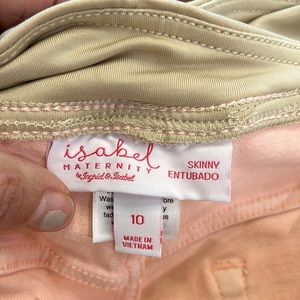 isabel
MATERNITY
by Ingrid & Isabel
SKINNY
ENTUBADO
10
MADE IN
VIETNAM